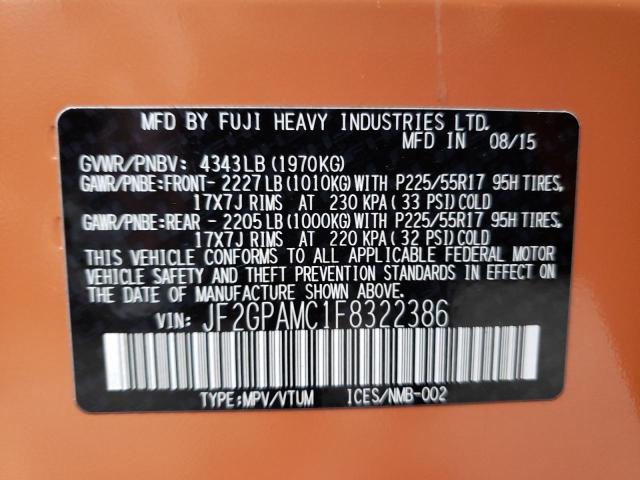 MFD BY FUJI HEAVY INDUSTRIES LTD.
MFD IN 08/15
GVWR/PNBV: 4343LB (1970KG)
GAWR/PNBE:FRONT- 2227LB (1010KG) WITH P225/55R17 95H TIRES,
17X7J RIMS AT 230 KPA (33 PSI) COLD
GAWR/PNBE:REAR - 2205LB (1000KG) WITH P225/55R17 95H TIRES,
17X7J RIMS AT 220 KPA (32 PSI) COLD
THIS VEHICLE CONFORMS TO ALL APPLICABLE FEDERAL MOTOR
VEHICLE SAFETY AND THEFT PREVENTION STANDARDS IN EFFECT ON
THE DATE OF MANUFACTURE SHOWN ABOVE.
VIN: JF2GPAMC1F8322386
TYPE:MPV/VTUM ICES/NMB-002